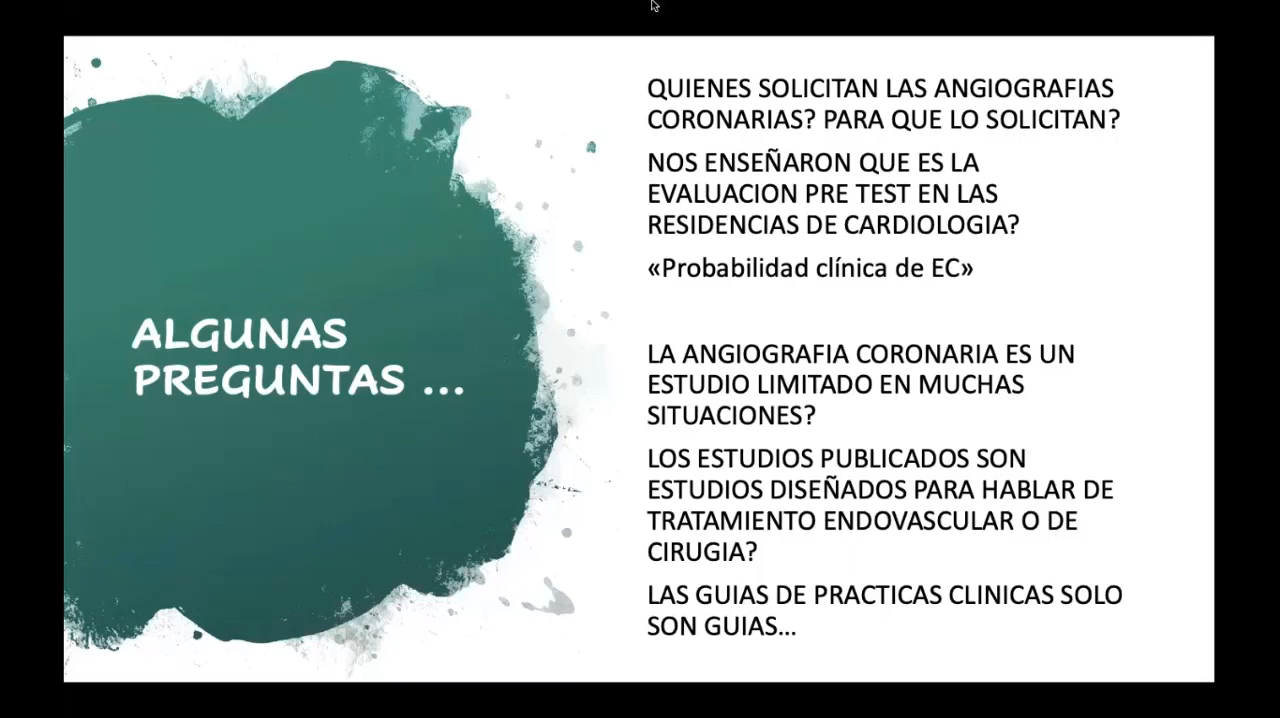 ALGUNAS
PREGUNTAS ...
QUIENES SOLICITAN LAS ANGIOGRAFIAS
CORONARIAS? PARA QUE LO SOLICITAN?
NOS ENSEÑARON QUE ES LA
EVALUACION PRE TEST EN LAS
RESIDENCIAS DE CARDIOLOGIA?
«Probabilidad clínica de EC»
LA ANGIOGRAFIA CORONARIA ES UN
ESTUDIO LIMITADO EN MUCHAS
SITUACIONES?
LOS ESTUDIOS PUBLICADOS SON
ESTUDIOS DISEÑADOS PARA HABLAR DE
TRATAMIENTO ENDOVASCULAR O DE
CIRUGIA?
LAS GUIAS DE PRACTICAS CLINICAS SOLO
SON GUIAS...